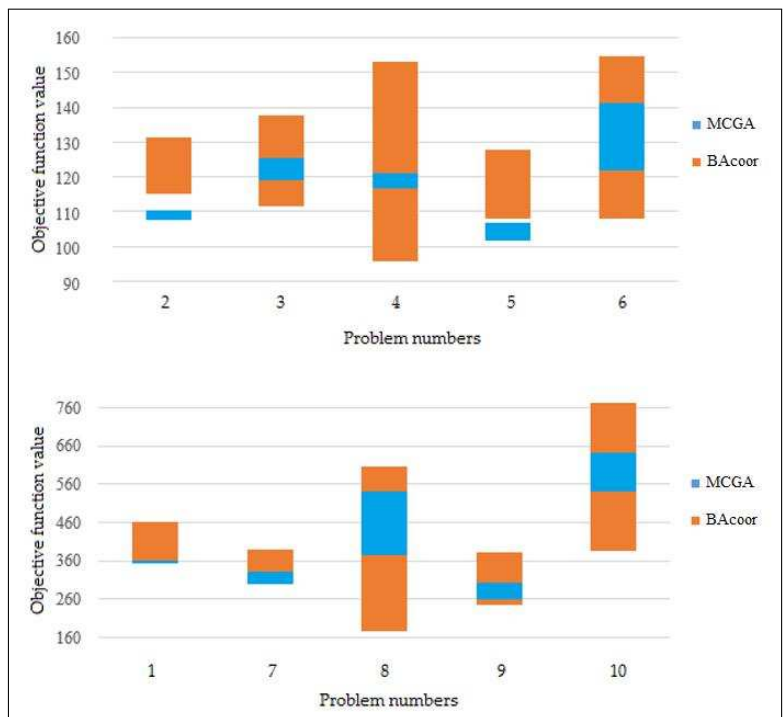 Objective function value
160
150
140
130
120
110
100
90
2 3 4 5 6
Problem numbers
MCGA
BAcoor
Objective function value
760
660
560
460
360
260
160
1 7 8 9 10
Problem numbers
MCGA
BAcoor